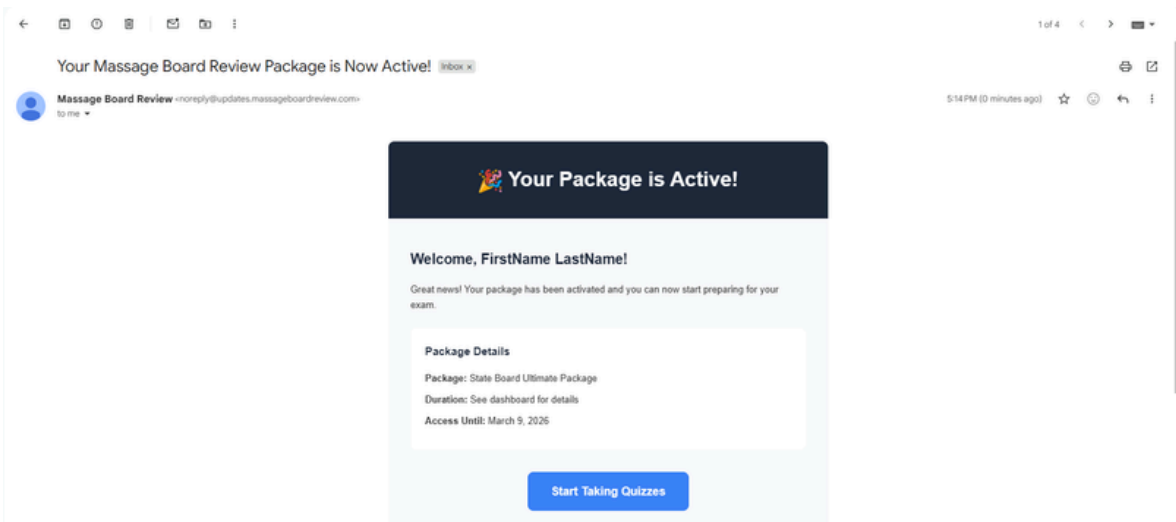 1 of 4
Your Massage Board Review Package is Now Active! Inbox x
Massage Board Review <noreply@updates.massageboardreview.com>
5:14 PM (0 minutes ago)
to me
🎉 Your Package is Active!
Welcome, FirstName LastName!
Great news! Your package has been activated and you can now start preparing for your
exam.
Package Details
Package: State Board Ultimate Package
Duration: See dashboard for details
Access Until: March 9, 2026
Start Taking Quizzes